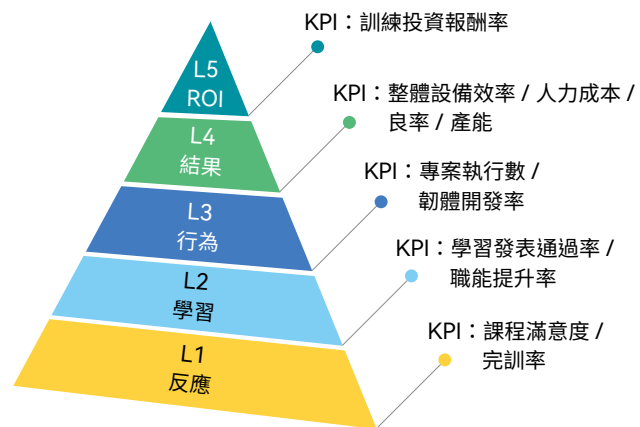 KPI：訓練投資報酬率
L5
ROI
KPI：整體設備效率 / 人力成本 /
良率 / 產能
L4
結果
KPI：專案執行數 /
韌體開發率
L3
行為
KPI：學習發表通過率 /
職能提升率
L2
學習
KPI：課程滿意度 /
完訓率
L1
反應